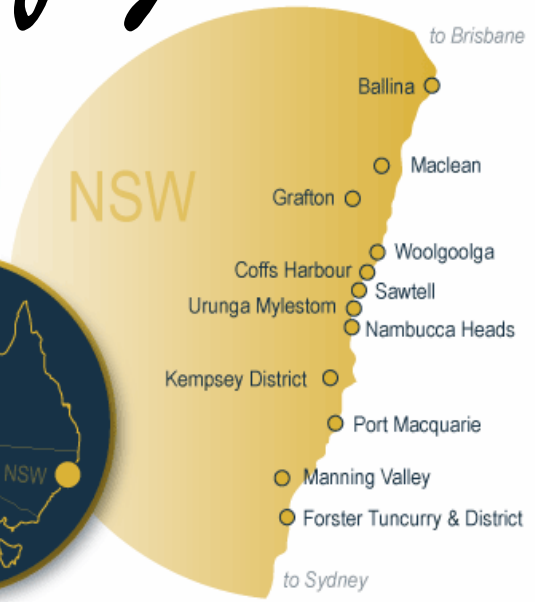 to Brisbane
Ballina
Maclean
NSW
Grafton
Woolgoolga
Coffs Harbour
Sawtell
Urunga Mylestom
Nambucca Heads
Kempsey District
Port Macquarie
NSW
Manning Valley
Forster Tuncurry & District
to Sydney